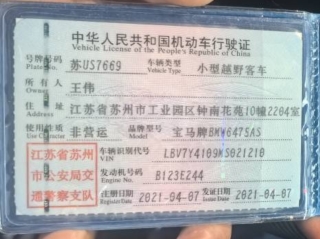 中华人民共和国机动车行驶证
Vehicle License of the People's Republic of China
号牌号码 苏US7669 车辆类型 小型越野客车
Plate No. Vehicle Type
所有人 王伟
Owner
住址 江苏省苏州市工业园区钟南花苑10幢2204室
Address
使用性质 非营运 品牌型号 宝马牌BMW6475AS
Use Character Model
江苏省苏州 车辆识别代号 LBV7Y4109KS021210
VIN
市公安局交 发动机号码 B123E244
Engine No.
通警察支队 注册日期 2021-04-07 发证日期 2021-04-07
Register Date Issue Date